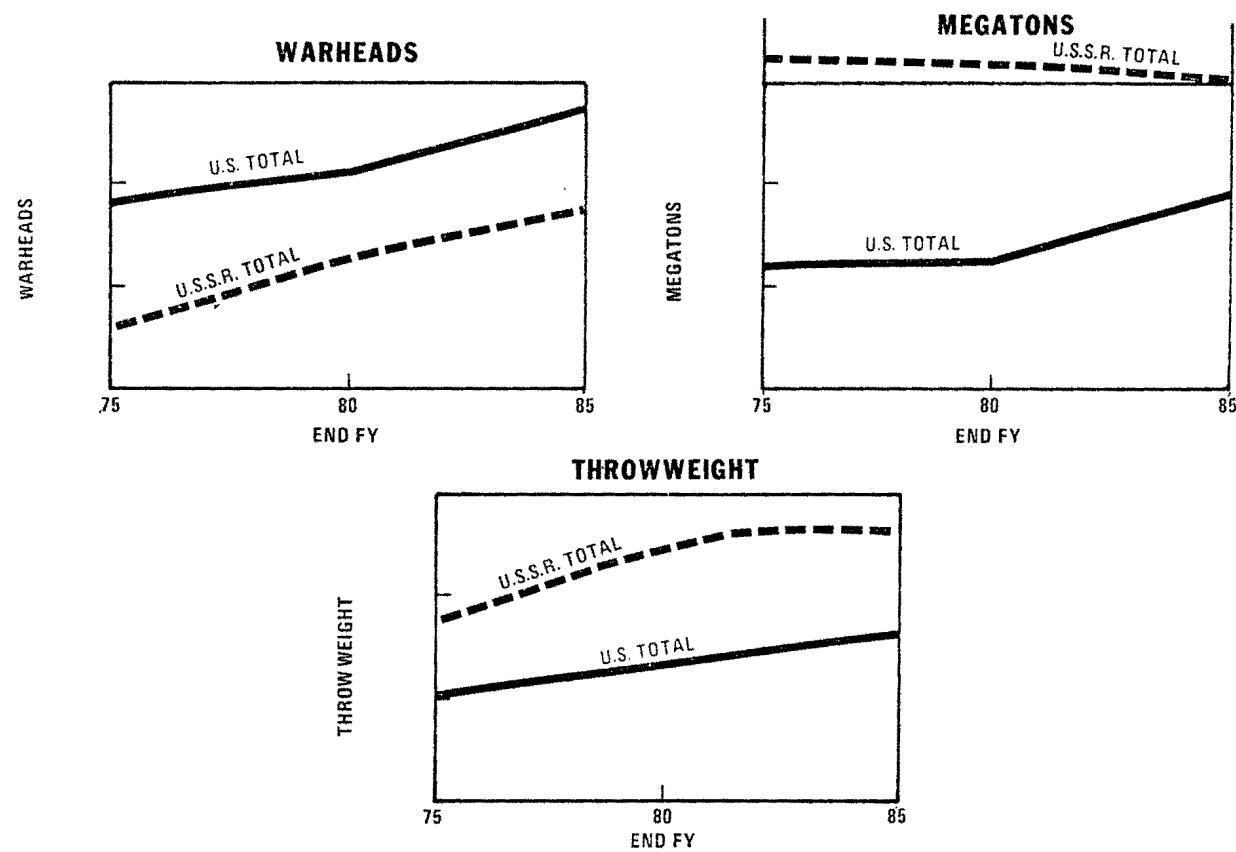 WARHEADS
WARHEADS
U.S. TOTAL
U.S.S.R. TOTAL
75 80 85
END FY
MEGATONS
MEGATONS
U.S.S.R. TOTAL
U.S. TOTAL
75 80 85
END FY
THROWWEIGHT
THROW WEIGHT
U.S.S.R. TOTAL
U.S. TOTAL
75 80 85
END FY